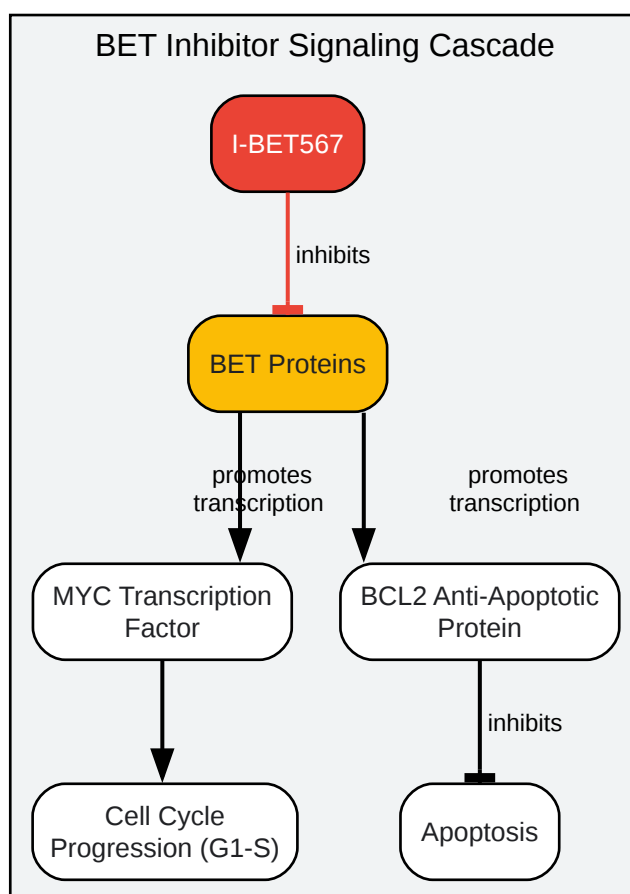 BET Inhibitor Signaling Cascade
I-BET567
inhibits
BET Proteins
promotes
transcription
promotes
transcription
MYC Transcription
Factor
BCL2 Anti-Apoptotic
Protein
inhibits
Cell Cycle
Progression (G1-S)
Apoptosis